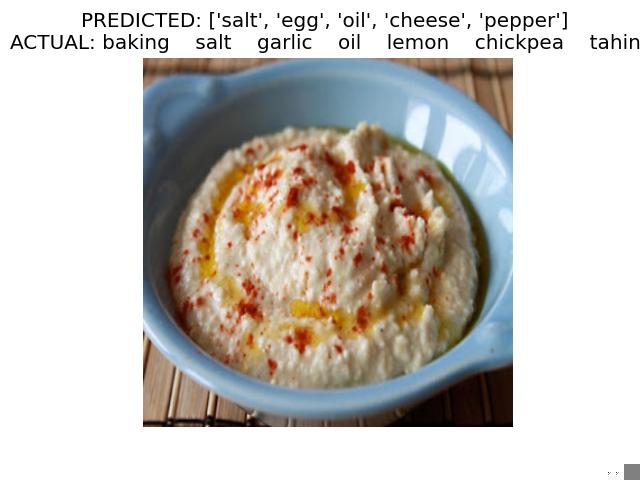 PREDICTED: ['salt', 'egg', 'oil', 'cheese', 'pepper']
ACTUAL: baking salt garlic oil lemon chickpea tahin